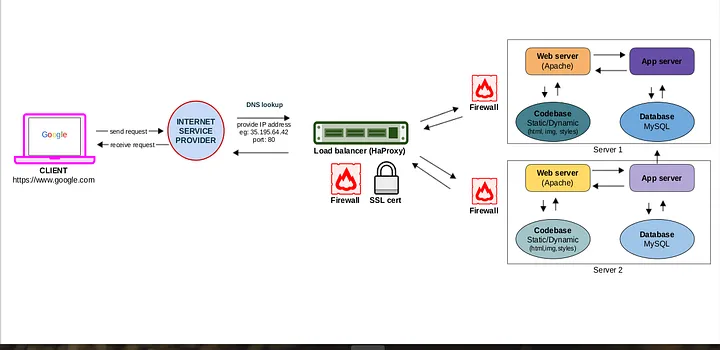 Google
CLIENT
https://www.google.com
send request
receive request
INTERNET
SERVICE
PROVIDER
DNS lookup
provide IP address
eg: 35.195.64.42
port: 80
Load balancer (HaProxy)
Firewall
SSL cert
Firewall
Firewall
Web server
(Apache)
App server
Codebase
Static/Dynamic
(html, img, styles)
Database
MySQL
Server 1
Web server
(Apache)
App server
Codebase
Static/Dynamic
(html,img,styles)
Database
MySQL
Server 2